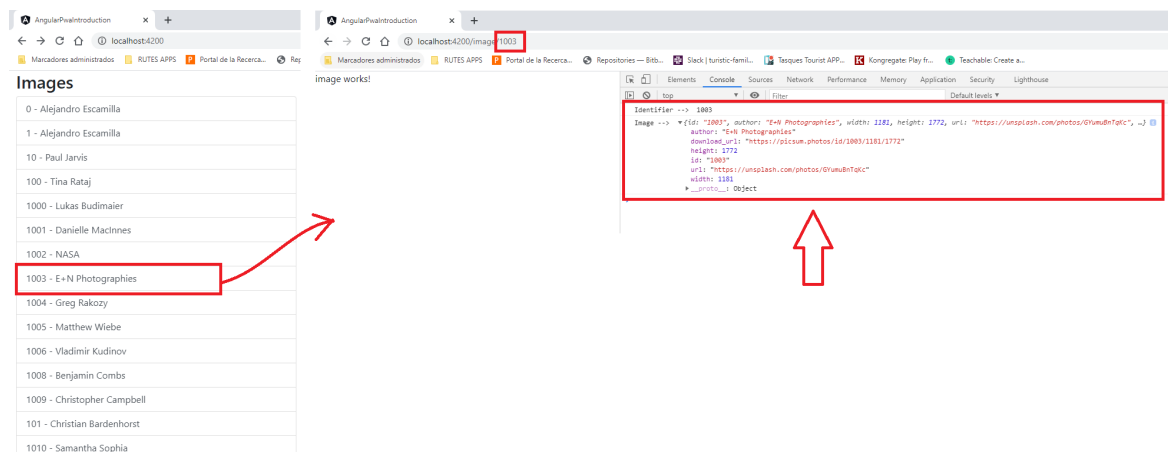 AngularPwaIntroduction
localhost:4200
Marcadores administrados RUTES APPS Portal de la Recerca... Rep
Images
0 - Alejandro Escamilla
1 - Alejandro Escamilla
10 - Paul Jarvis
100 - Tina Rataj
1000 - Lukas Budimaier
1001 - Danielle MacInnes
1002 - NASA
1003 - E+N Photographies
1004 - Greg Rakozy
1005 - Matthew Wiebe
1006 - Vladimir Kudinov
1008 - Benjamin Combs
1009 - Christopher Campbell
101 - Christian Bardenhorst
1010 - Samantha Sophia
AngularPwaIntroduction
localhost:4200/image/1003
Marcadores administrados RUTES APPS Portal de la Recerca... Repositories — Bitb... Slack | turistic-famil... Tasques Tourist APP... Kongregate: Play fr... Teachable: Create a...
image works!
Elements Console Sources Network Performance Memory Application Security Lighthouse
top Filter Default levels ▼
Identifier --> 1003
Image --> ▼{id: "1003", author: "E+N Photographies", width: 1181, height: 1772, url: "https://unsplash.com/photos/GYumuBnTqKc", …}
author: "E+N Photographies"
download_url: "https://picsum.photos/id/1003/1181/1772"
height: 1772
id: "1003"
url: "https://unsplash.com/photos/GYumuBnTqKc"
width: 1181
▶ __proto__: Object